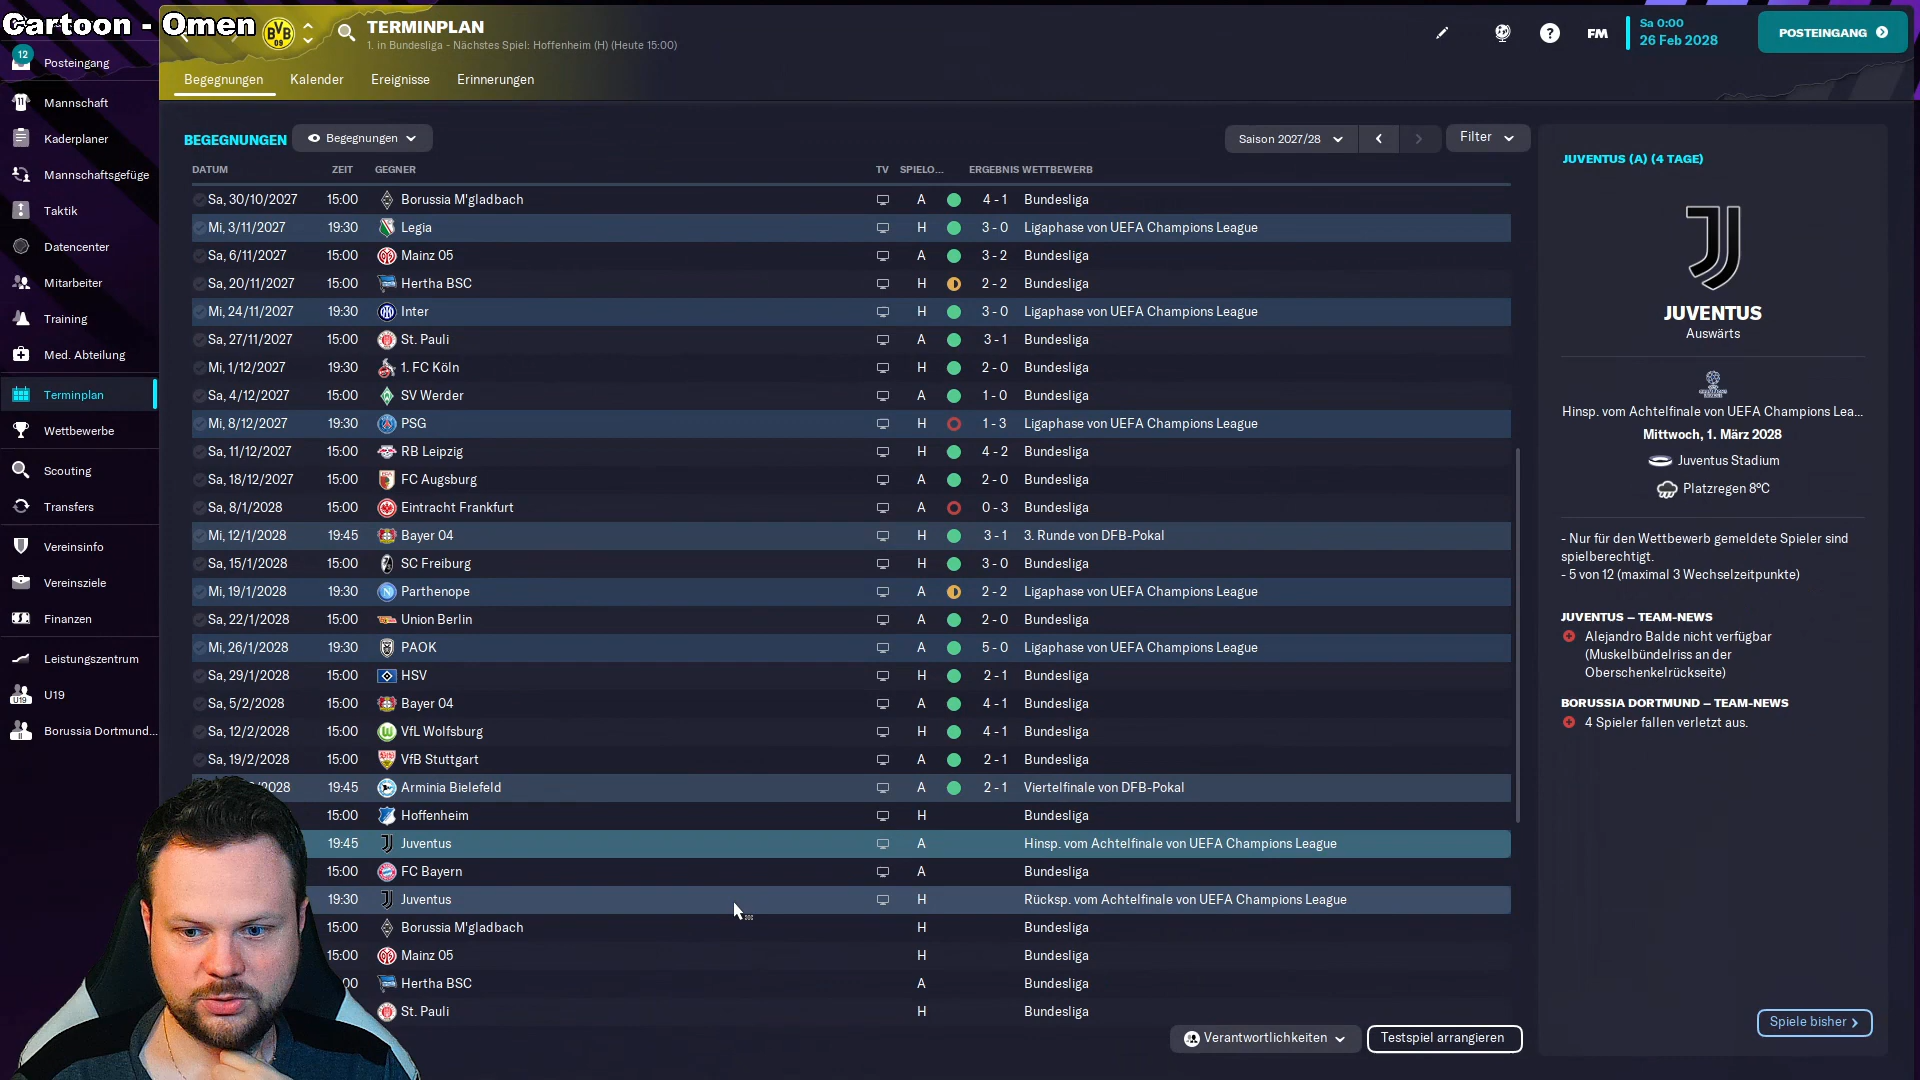 Cartoon - Omen
TERMINPLAN
1. in Bundesliga - Nächstes Spiel: Hoffenheim (H) (Heute 15:00)
Sa 0:00
26 Feb 2028
FM
POSTEINGANG
Begegnungen Kalender Ereignisse Erinnerungen
12
Posteingang
Mannschaft
Kaderplaner
Mannschaftsgefüge
Taktik
Datencenter
Mitarbeiter
Training
Med. Abteilung
Terminplan
Wettbewerbe
Scouting
Transfers
Vereinsinfo
Vereinsziele
Finanzen
Leistungszentrum
U19
Borussia Dortmund...
BEGEGNUNGEN Begegnungen Saison 2027/28 Filter
DATUM ZEIT GEGNER TV SPIELO... ERGEBNIS WETTBEWERB
Sa, 30/10/2027 15:00 Borussia M'gladbach A 4 - 1 Bundesliga
Mi, 3/11/2027 19:30 Legia H 3 - 0 Ligaphase von UEFA Champions League
Sa, 6/11/2027 15:00 Mainz 05 A 3 - 2 Bundesliga
Sa, 20/11/2027 15:00 Hertha BSC H 2 - 2 Bundesliga
Mi, 24/11/2027 19:30 Inter H 3 - 0 Ligaphase von UEFA Champions League
Sa, 27/11/2027 15:00 St. Pauli A 3 - 1 Bundesliga
Mi, 1/12/2027 19:30 1. FC Köln H 2 - 0 Bundesliga
Sa, 4/12/2027 15:00 SV Werder A 1 - 0 Bundesliga
Mi, 8/12/2027 19:30 PSG H 1 - 3 Ligaphase von UEFA Champions League
Sa, 11/12/2027 15:00 RB Leipzig H 4 - 2 Bundesliga
Sa, 18/12/2027 15:00 FC Augsburg A 2 - 0 Bundesliga
Sa, 8/1/2028 15:00 Eintracht Frankfurt A 0 - 3 Bundesliga
Mi, 12/1/2028 19:45 Bayer 04 H 3 - 1 3. Runde von DFB-Pokal
Sa, 15/1/2028 15:00 SC Freiburg H 3 - 0 Bundesliga
Mi, 19/1/2028 19:30 Parthenope A 2 - 2 Ligaphase von UEFA Champions League
Sa, 22/1/2028 15:00 Union Berlin A 2 - 0 Bundesliga
Mi, 26/1/2028 19:30 PAOK A 5 - 0 Ligaphase von UEFA Champions League
Sa, 29/1/2028 15:00 HSV H 2 - 1 Bundesliga
Sa, 5/2/2028 15:00 Bayer 04 A 4 - 1 Bundesliga
Sa, 12/2/2028 15:00 VfL Wolfsburg H 4 - 1 Bundesliga
Sa, 19/2/2028 15:00 VfB Stuttgart A 2 - 1 Bundesliga
19:45 Arminia Bielefeld A 2 - 1 Viertelfinale von DFB-Pokal
15:00 Hoffenheim H Bundesliga
19:45 Juventus A Hinsp. vom Achtelfinale von UEFA Champions League
15:00 FC Bayern A Bundesliga
19:30 Juventus H Rücksp. vom Achtelfinale von UEFA Champions League
15:00 Borussia M'gladbach H Bundesliga
15:00 Mainz 05 H Bundesliga
Hertha BSC A Bundesliga
St. Pauli H Bundesliga
Verantwortlichkeiten Testspiel arrangieren
JUVENTUS (A) (4 TAGE)
JUVENTUS
Auswärts
Hinsp. vom Achtelfinale von UEFA Champions Lea...
Mittwoch, 1. März 2028
Juventus Stadium
Platzregen 8ºC
- Nur für den Wettbewerb gemeldete Spieler sind
spielberechtigt.
- 5 von 12 (maximal 3 Wechselzeitpunkte)
JUVENTUS – TEAM-NEWS
Alejandro Balde nicht verfügbar
(Muskelbündelriss an der
Oberschenkelrückseite)
BORUSSIA DORTMUND – TEAM-NEWS
4 Spieler fallen verletzt aus.
Spiele bisher